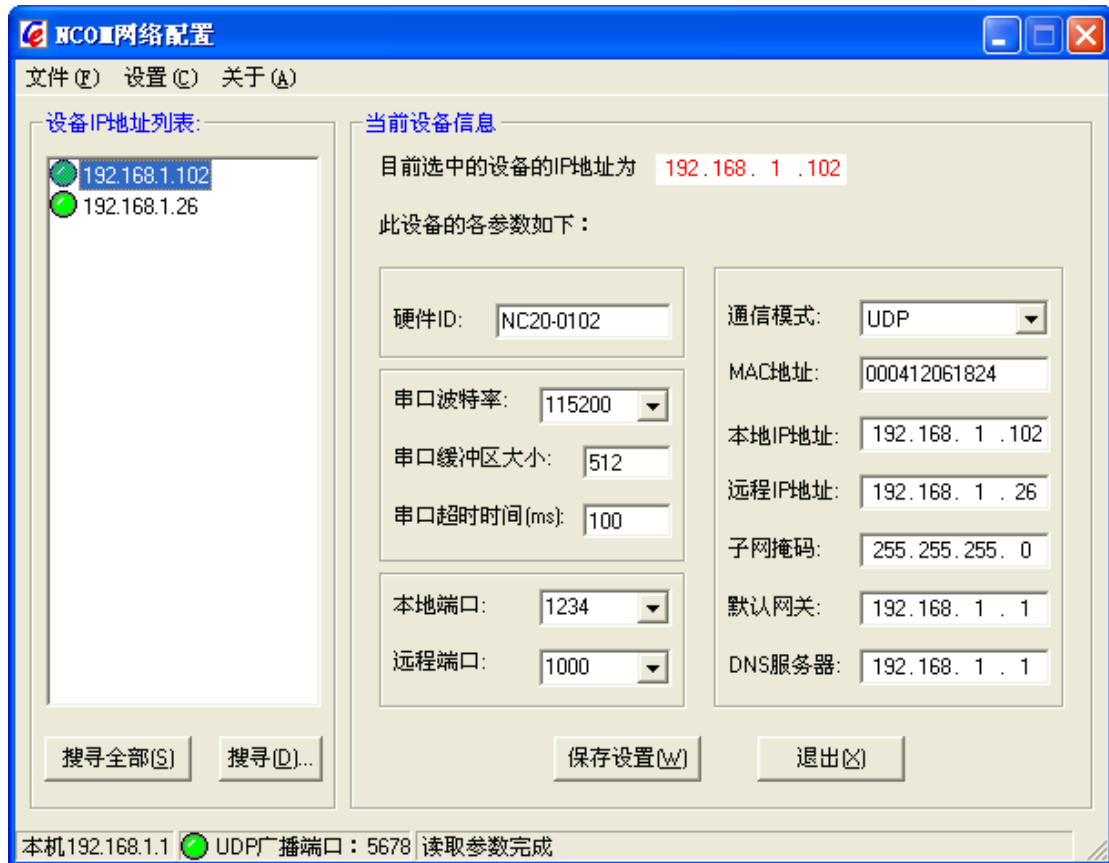 NCOM网络配置
文件(F) 设置(C) 关于(A)
设备IP地址列表:
192.168.1.102
192.168.1.26
搜寻全部(S) 搜寻(D)...
当前设备信息
目前选中的设备的IP地址为 192.168. 1 .102
此设备的各参数如下：
硬件ID: NC20-0102
串口波特率: 115200
串口缓冲区大小: 512
串口超时时间(ms): 100
本地端口: 1234
远程端口: 1000
通信模式: UDP
MAC地址: 000412061824
本地IP地址: 192.168. 1 .102
远程IP地址: 192.168. 1 . 26
子网掩码: 255.255.255. 0
默认网关: 192.168. 1 . 1
DNS服务器: 192.168. 1 . 1
保存设置(W) 退出(X)
本机192.168.1.1 UDP广播端口：5678 读取参数完成